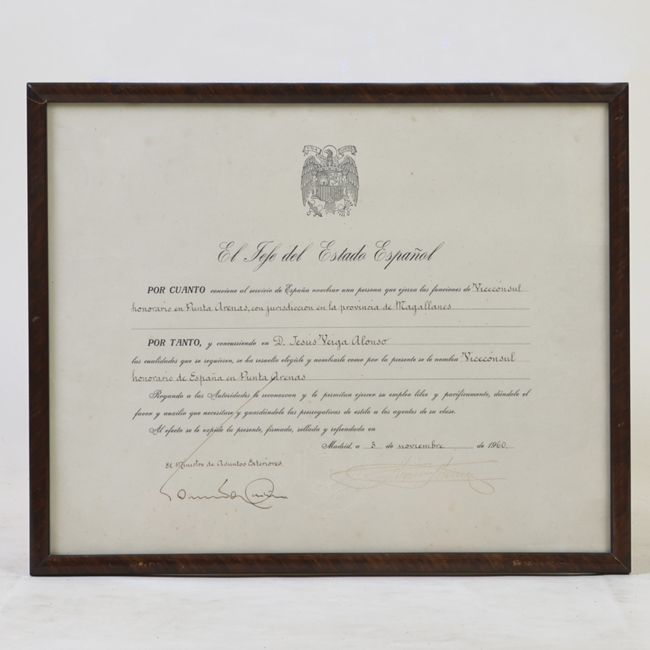 El Jefe del Estado Español
POR CUANTO conviene al servicio de España nombrar una persona que ejerza las funciones de Vicecónsul
honorario en Punta Arenas, con jurisdicción en la provincia de Magallanes
POR TANTO, y concurriendo en D. Jesús Veiga Alonso
las cualidades que se requieren, se ha resuelto elegirle y nombrarle como por la presente se le nombra Vicecónsul
honorario de España en Punta Arenas
Rogando a las Autoridades le reconozcan y le permitan ejercer su empleo libre y pacíficamente, dándole el
favor y auxilio que necesitare y guardándole las prerrogativas de estilo a los agentes de su clase.
Al efecto se le expide la presente, firmada, sellada y refrendada en
Madrid, a 3 de noviembre de 1960.
El Ministro de Asuntos Exteriores,